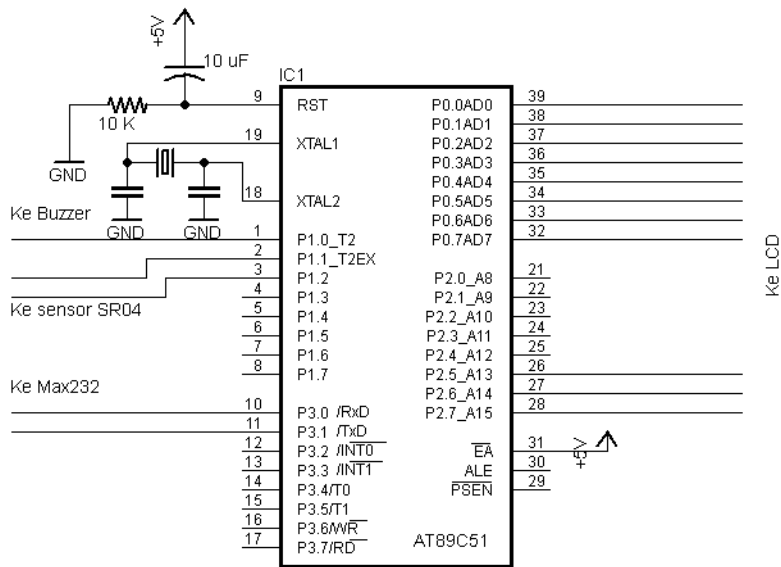 +5V
10 uF
IC1
10 K
GND
9 RST P0.0AD0 39
P0.1AD1 38
19 XTAL1 P0.2AD2 37
P0.3AD3 36
P0.4AD4 35
18 XTAL2 P0.5AD5 34
P0.6AD6 33
GND GND
Ke Buzzer
1 P1.0_T2 P0.7AD7 32
2 P1.1_T2EX
3 P1.2 P2.0_A8 21
4 P1.3 P2.1_A9 22
Ke sensor SR04
5 P1.4 P2.2_A10 23
6 P1.5 P2.3_A11 24
7 P1.6 P2.4_A12 25
8 P1.7 P2.5_A13 26
Ke Max232
P2.6_A14 27
10 P3.0 /RxD P2.7_A15 28
11 P3.1 /TxD
12 P3.2 /INT0 EA 31
+5V
13 P3.3 /INT1 ALE 30
14 P3.4/T0 PSEN 29
15 P3.5/T1
16 P3.6/WR
17 P3.7/RD
AT89C51
Ke LCD